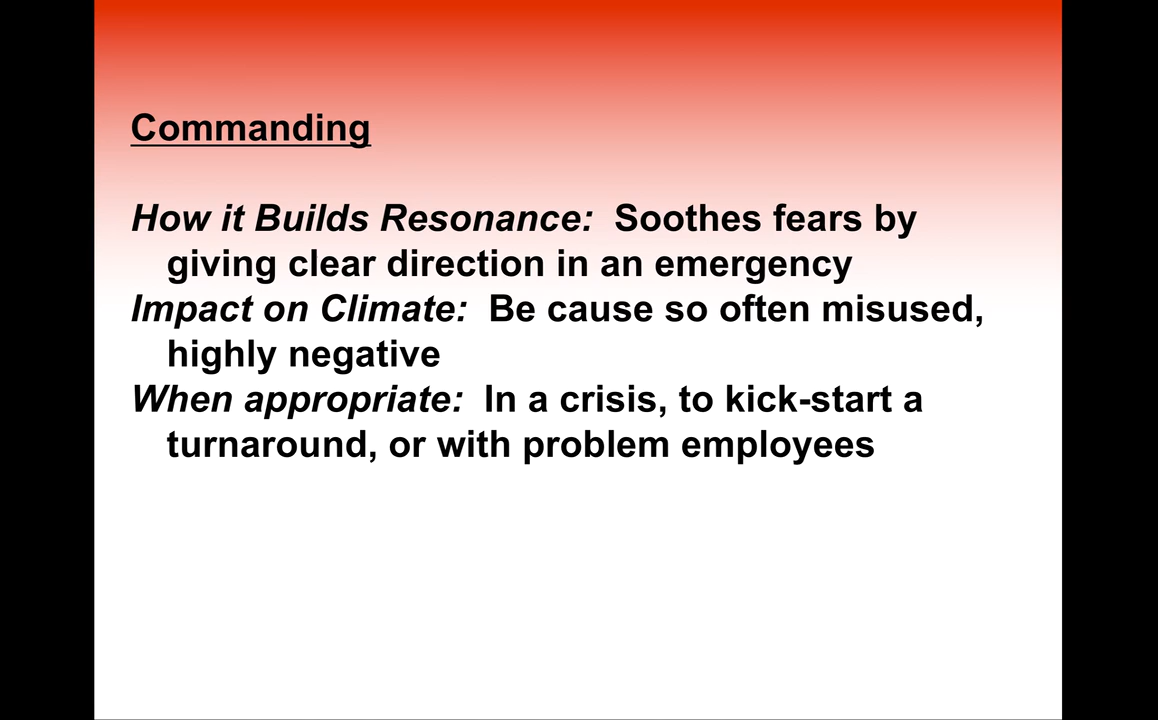 Commanding
How it Builds Resonance: Soothes fears by
giving clear direction in an emergency
Impact on Climate: Be cause so often misused,
highly negative
When appropriate: In a crisis, to kick-start a
turnaround, or with problem employees